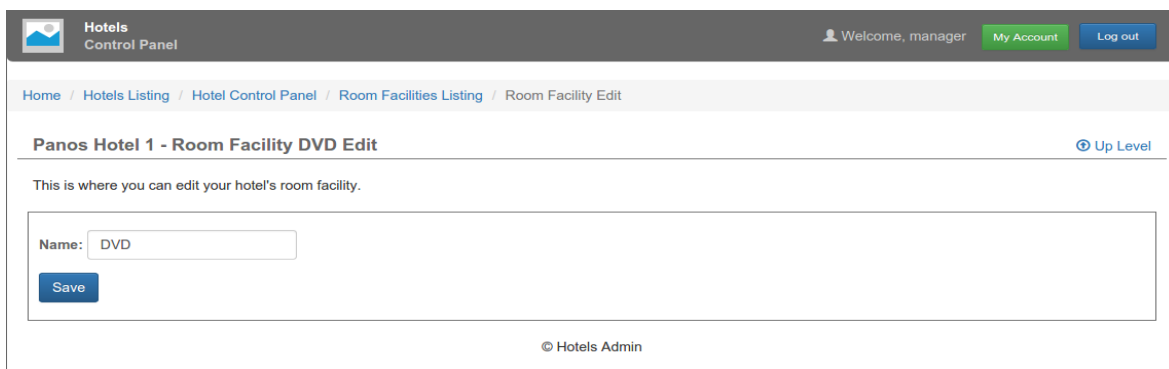 Hotels
Control Panel
Welcome, manager
My Account
Log out
Home / Hotels Listing / Hotel Control Panel / Room Facilities Listing / Room Facility Edit
Panos Hotel 1 - Room Facility DVD Edit
Up Level
This is where you can edit your hotel's room facility.
Name: DVD
Save
© Hotels Admin